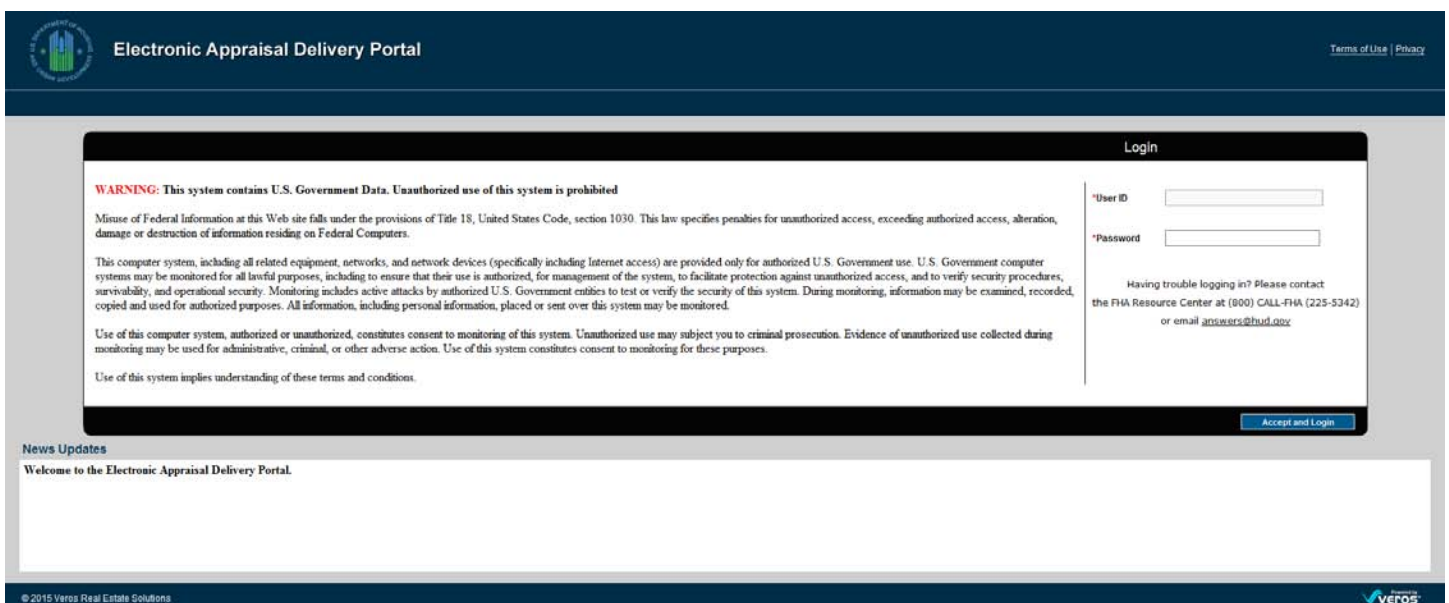 Electronic Appraisal Delivery Portal
Terms of Use | Privacy
Login
WARNING: This system contains U.S. Government Data. Unauthorized use of this system is prohibited
Misuse of Federal Information at this Web site falls under the provisions of Title 18, United States Code, section 1030. This law specifies penalties for unauthorized access, exceeding authorized access, alteration,
damage or destruction of information residing on Federal Computers.
This computer system, including all related equipment, networks, and network devices (specifically including Internet access) are provided only for authorized U.S. Government use. U.S. Government computer
systems may be monitored for all lawful purposes, including to ensure that their use is authorized, for management of the system, to facilitate protection against unauthorized access, and to verify security procedures,
survivability, and operational security. Monitoring includes active attacks by authorized U.S. Government entities to test or verify the security of this system. During monitoring, information may be examined, recorded,
copied and used for authorized purposes. All information, including personal information, placed or sent over this system may be monitored.
Use of this computer system, authorized or unauthorized, constitutes consent to monitoring of this system. Unauthorized use may subject you to criminal prosecution. Evidence of unauthorized use collected during
monitoring may be used for administrative, criminal, or other adverse action. Use of this system constitutes consent to monitoring for these purposes.
Use of this system implies understanding of these terms and conditions.
*User ID
*Password
Having trouble logging in? Please contact
the FHA Resource Center at (800) CALL-FHA (225-5342)
or email answers@hud.gov
Accept and Login
News Updates
Welcome to the Electronic Appraisal Delivery Portal.
© 2015 Veros Real Estate Solutions
Powered by
veros